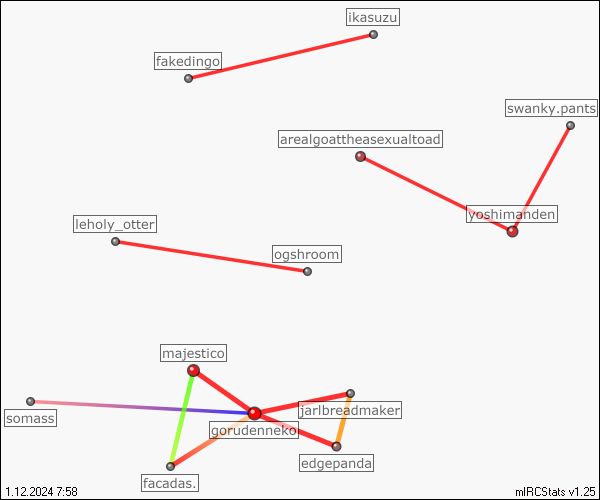 ikasuzu
fakedingo
swanky.pants
arealgoattheasexualtoad
yoshimanden
leholy_otter
ogshroom
majestico
jarlbreadmaker
somass
gorudenneko
edgepanda
facadas.
1.12.2024 7:58
mIRCStats v1.25